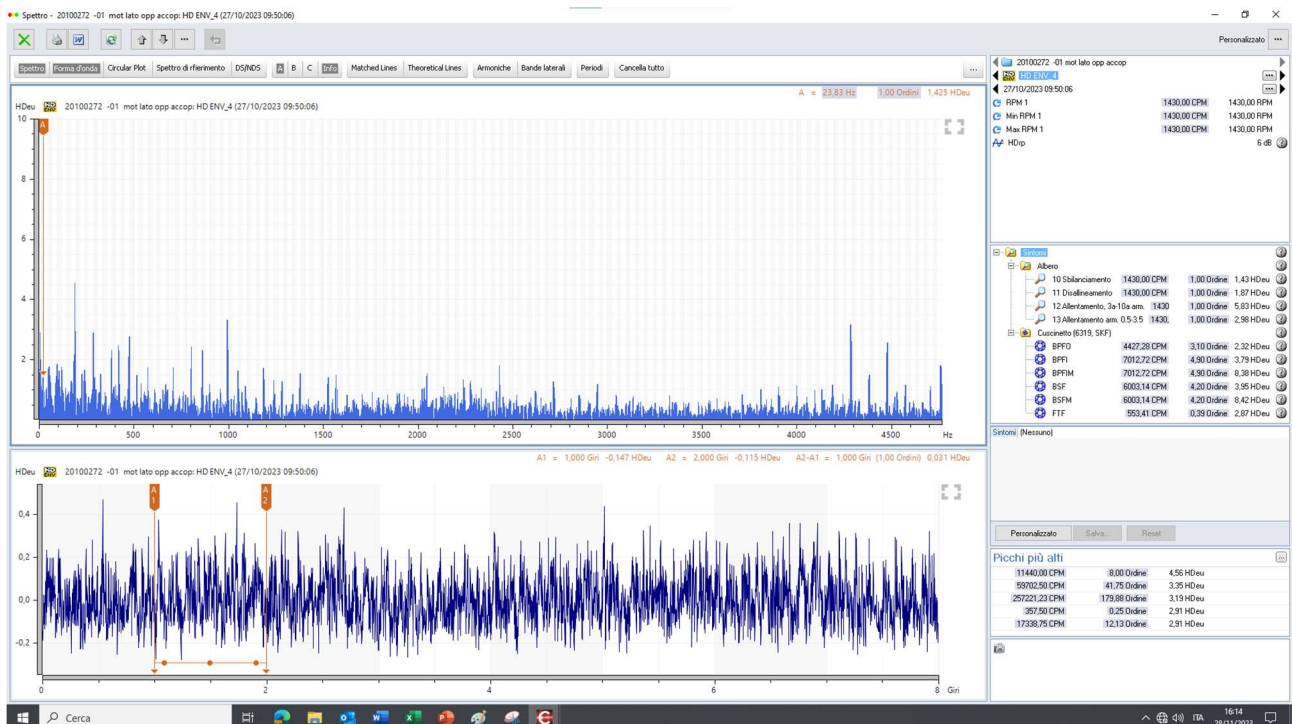 Spettro - 20100272 -01 mot lato opp accop: HD ENV_4 (27/10/2023 09:50:06)
Personalizzato ...
Spettro Forma d'onda Circular Plot Spettro di rfierimento DS/NDS A B C Info Matched Lines Theoretical Lines Armoniche Bande laterali Periodi Cancella tutto ...
A = 23,83 Hz 1,00 Ordini 1,425 HDeu
HDeu HD ENV 20100272 -01 mot lato opp accop: HD ENV_4 (27/10/2023 09:50:06)
A
10
8
6
4
2
0 500 1000 1500 2000 2500 3000 3500 4000 4500 Hz
A1 = 1,000 Giri -0,147 HDeu A2 = 2,000 Giri -0,115 HDeu A2-A1 = 1,000 Giri (1,00 Ordini) 0,031 HDeu
HDeu HD ENV 20100272 -01 mot lato opp accop: HD ENV_4 (27/10/2023 09:50:06)
A 1 A 2
0,4
0,2
0,0
-0,2
0 2 4 6 8 Giri
20100272 -01 mot lato opp accop
HD ENV HD ENV_4 ...
27/10/2023 09:50:06 ...
RPM 1 1430,00 CPM 1430,00 RPM
Min RPM 1 1430,00 CPM 1430,00 RPM
Max RPM 1 1430,00 CPM 1430,00 RPM
HDrp 6 dB
Sintomi
Albero
10 Sbilanciamento 1430,00 CPM 1,00 Ordine 1,43 HDeu
11 Disallineamento 1430,00 CPM 1,00 Ordine 1,87 HDeu
12 Allentamento, 3a-10a arm. 1430 1,00 Ordine 5,83 HDeu
13 Allentamento arm. 0.5-3.5 1430, 1,00 Ordine 2,98 HDeu
Cuscinetto (6319, SKF)
BPFO 4427,28 CPM 3,10 Ordine 2,32 HDeu
BPFI 7012,72 CPM 4,90 Ordine 3,79 HDeu
BPFIM 7012,72 CPM 4,90 Ordine 8,38 HDeu
BSF 6003,14 CPM 4,20 Ordine 3,95 HDeu
BSFM 6003,14 CPM 4,20 Ordine 8,42 HDeu
FTF 553,41 CPM 0,39 Ordine 2,87 HDeu
Sintomi (Nessuno)
Personalizzato Salva... Reset
Picchi più alti ...
11440,00 CPM 8,00 Ordine 4,56 HDeu
59702,50 CPM 41,75 Ordine 3,35 HDeu
257221,23 CPM 179,88 Ordine 3,19 HDeu
357,50 CPM 0,25 Ordine 2,91 HDeu
17338,75 CPM 12,13 Ordine 2,91 HDeu
Cerca
ITA 16:14
28/11/2023